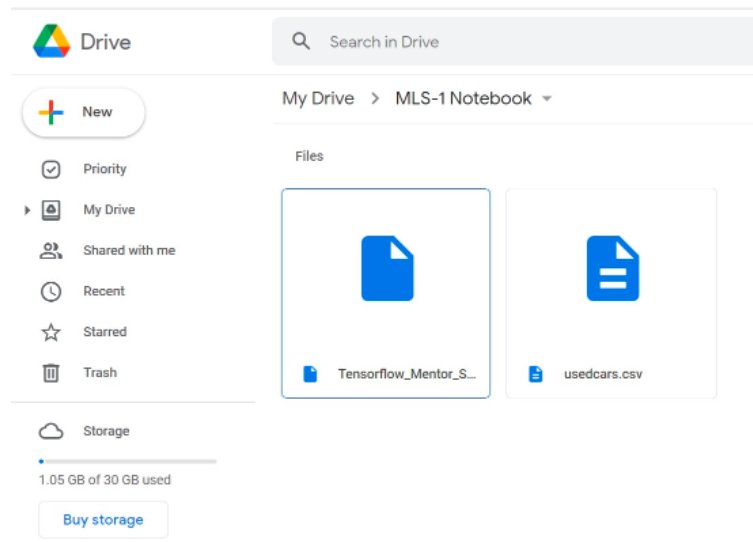 Drive
Search in Drive
New
My Drive > MLS-1 Notebook
Files
Priority
My Drive
Shared with me
Recent
Starred
Trash
Tensorflow_Mentor_S...
usedcars.csv
Storage
1.05 GB of 30 GB used
Buy storage